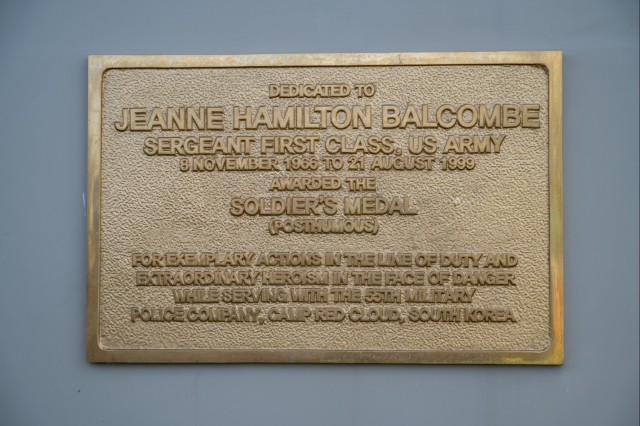 DEDICATED TO
JEANNE HAMILTON BALCOMBE
SERGEANT FIRST CLASS, US ARMY
8 NOVEMBER 1966 TO 21 AUGUST 1999
AWARDED THE
SOLDIER'S MEDAL
(POSTHUMOUS)
FOR EXEMPLARY ACTIONS IN THE LINE OF DUTY AND
EXTRAORDINARY HEROISM IN THE FACE OF DANGER
WHILE SERVING WITH THE 55TH MILITARY
POLICE COMPANY, CAMP RED CLOUD, SOUTH KOREA